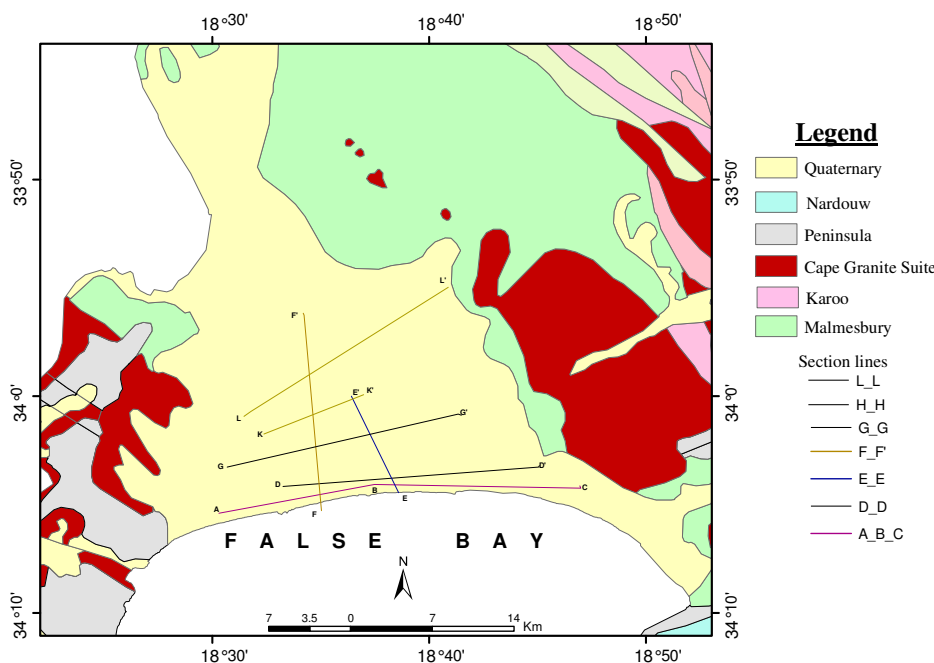 18°30' 18°40' 18°50'
33°50' 33°50'
34°0' 34°0'
34°10' 34°10'
L'
F'
E' K'
L
K
G'
G
D'
D
B C
A E
F
FALSE BAY
N
7 3.5 0 7 14
Km
18°30' 18°40' 18°50'
Legend
Quaternary
Nardouw
Peninsula
Cape Granite Suite
Karoo
Malmesbury
Section lines
L_L
H_H
G_G
F_F'
E_E
D_D
A_B_C